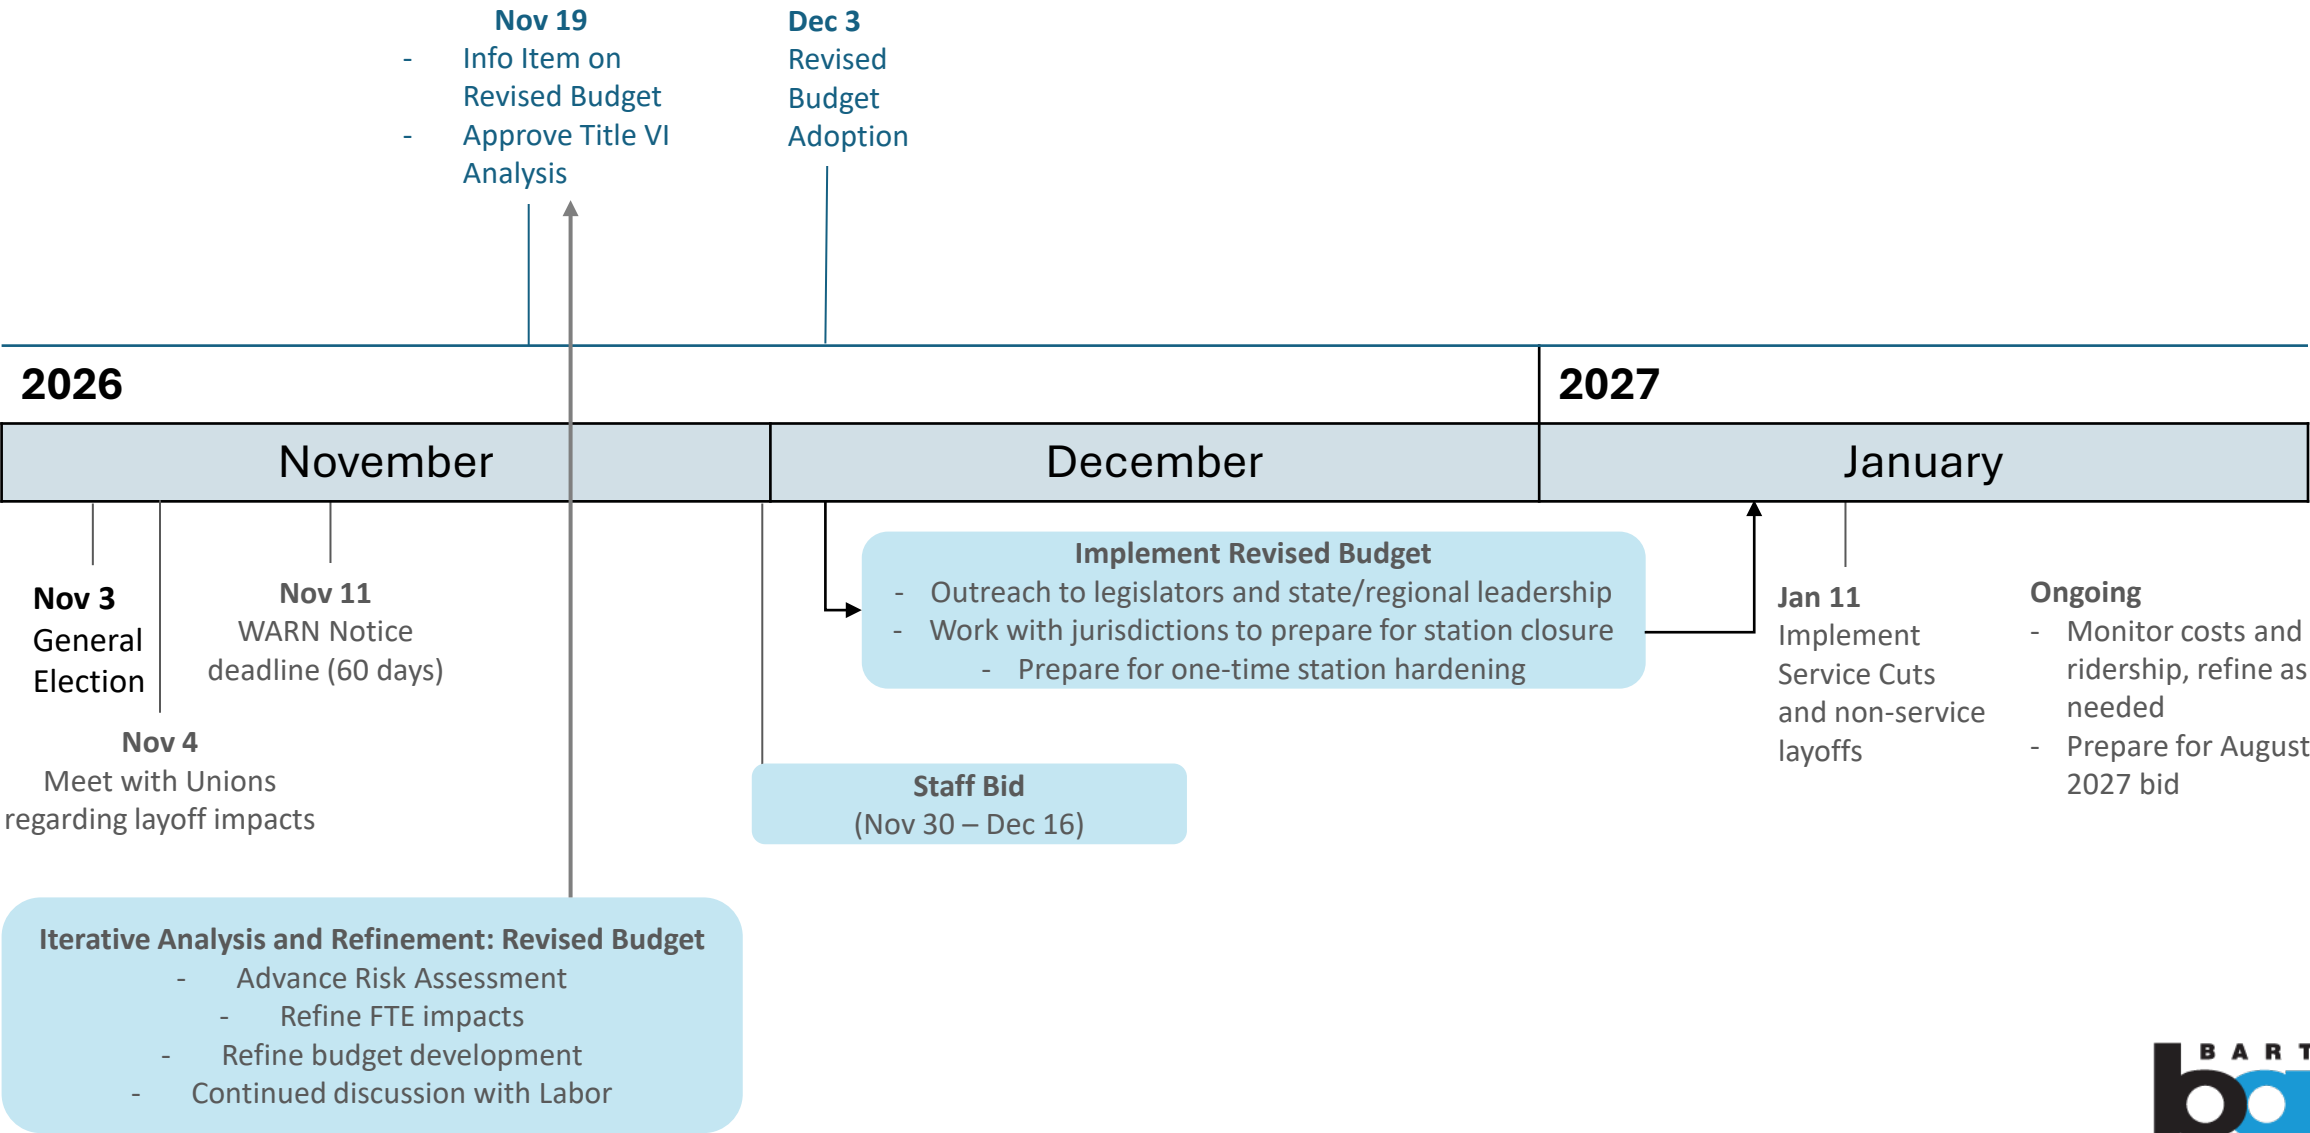 Nov 19
- Info Item on
Revised Budget
- Approve Title VI
Analysis
Dec 3
Revised
Budget
Adoption
2026
2027
November
December
January
Nov 3
General
Election
Nov 4
Meet with Unions
regarding layoff impacts
Nov 11
WARN Notice
deadline (60 days)
Implement Revised Budget
- Outreach to legislators and state/regional leadership
- Work with jurisdictions to prepare for station closure
- Prepare for one-time station hardening
Staff Bid
(Nov 30 – Dec 16)
Jan 11
Implement
Service Cuts
and non-service
layoffs
Ongoing
- Monitor costs and
ridership, refine as
needed
- Prepare for August
2027 bid
Iterative Analysis and Refinement: Revised Budget
- Advance Risk Assessment
- Refine FTE impacts
- Refine budget development
- Continued discussion with Labor
BART